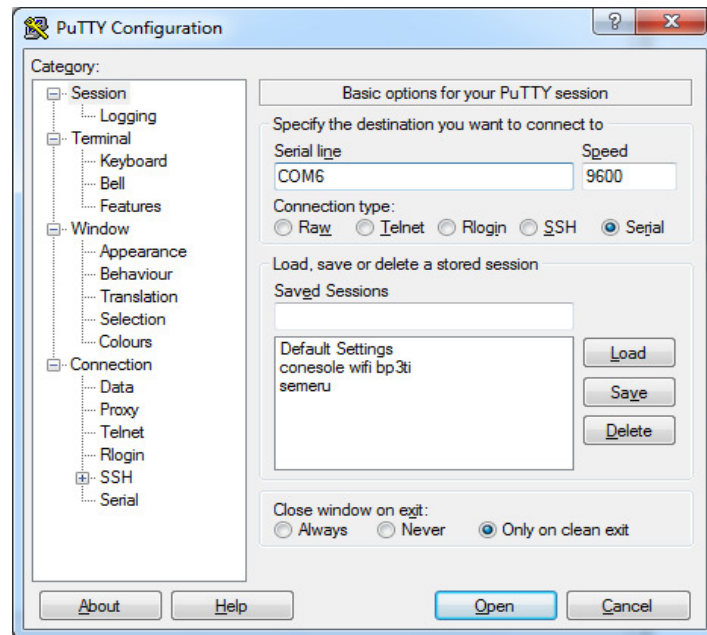 PuTTY Configuration
Category:
Session
Logging
Terminal
Keyboard
Bell
Features
Window
Appearance
Behaviour
Translation
Selection
Colours
Connection
Data
Proxy
Telnet
Rlogin
SSH
Serial
Basic options for your PuTTY session
Specify the destination you want to connect to
Serial line Speed
COM6 9600
Connection type:
Raw Telnet Rlogin SSH Serial
Load, save or delete a stored session
Saved Sessions
Default Settings
conesole wifi bp3ti
semeru
Load
Save
Delete
Close window on exit:
Always Never Only on clean exit
About Help Open Cancel